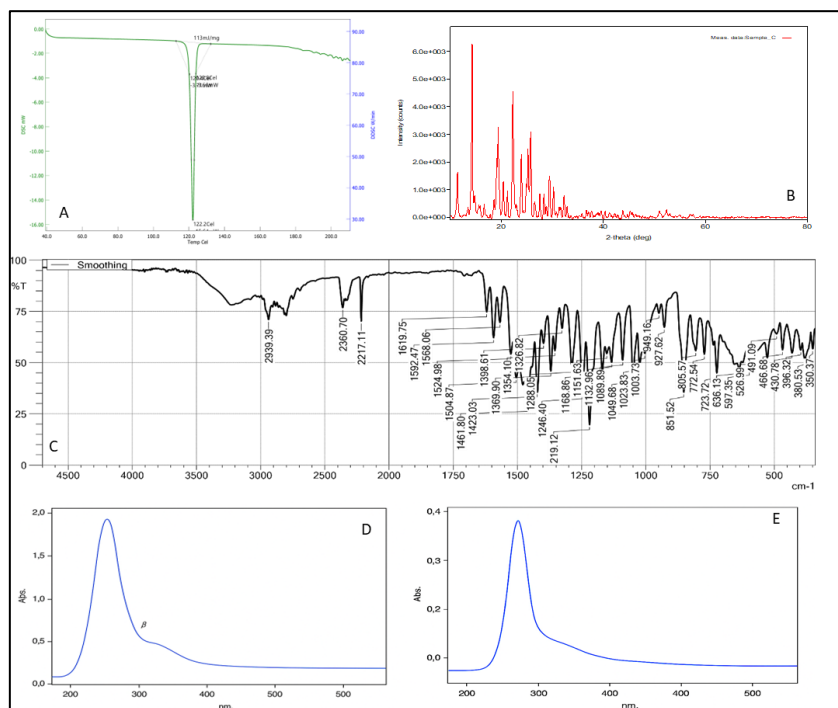 0.00
-2.00
-4.00
-6.00
-8.00
-10.00
-12.00
-14.00
-16.00
DSC mW
113mJ/mg
122.2Cel
40.0 60.0 80.0 100.0 120.0 140.0 160.0 180.0 200.0
Temp Cel
90.00
80.00
70.00
60.00
50.00
40.00
30.00
A
Meas. data:Sample_C
6.0e+003
5.0e+003
4.0e+003
3.0e+003
2.0e+003
1.0e+003
0.0e+000
Intensity (counts)
20 40 60 80
2-theta (deg)
B
100
%T
75
50
25
0
Smoothing
2939.39
2360.70
2217.11
1619.75
1592.47
1568.06
1524.98
1504.87
1461.80
1423.03
1398.61
1369.90
1354.10
1326.82
1288.05
1246.40
219.12
1168.86
1151.63
1132.96
1089.89
1049.68
1023.83
1003.73
949.16
927.62
851.52
805.57
772.54
723.72
636.13
597.35
526.99
491.09
466.68
430.78
396.32
380.53
350.37
4500 4000 3500 3000 2500 2000 1500 1250 1000 750 500
cm-1
C
2,0
1,5
1,0
0,5
0,0
Abs.
β
200 300 400 500
nm.
D
0,4
0,2
0,2
0,0
Abs.
200 300 400 500
nm.
E